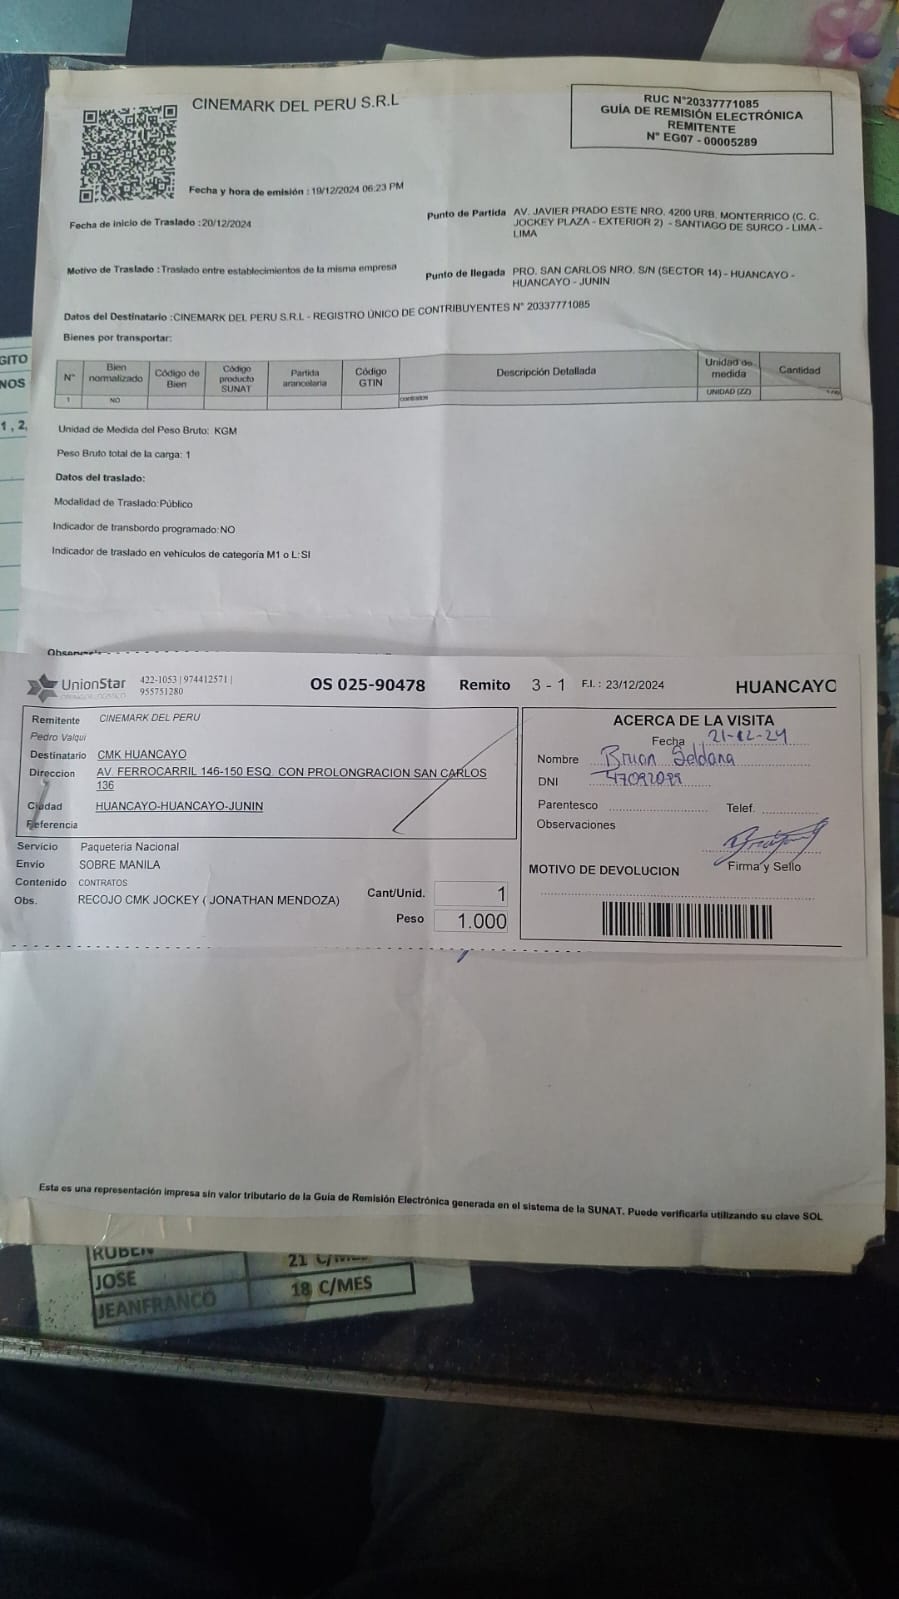 CINEMARK DEL PERU S.R.L
RUC N°20337771085
GUÍA DE REMISIÓN ELECTRÓNICA
REMITENTE
N° EG07 - 00005289
Fecha y hora de emisión : 19/12/2024 06:23 PM
Fecha de inicio de Traslado :20/12/2024
Punto de Partida AV. JAVIER PRADO ESTE NRO. 4200 URB. MONTERRICO (C. C.
JOCKEY PLAZA - EXTERIOR 2) - SANTIAGO DE SURCO - LIMA -
LIMA
Motivo de Traslado :Traslado entre establecimientos de la misma empresa
Punto de llegada PRO. SAN CARLOS NRO. S/N (SECTOR 14) - HUANCAYO -
HUANCAYO - JUNIN
Datos del Destinatario :CINEMARK DEL PERU S.R.L - REGISTRO ÚNICO DE CONTRIBUYENTES N° 20337771085
Bienes por transportar:
N° Bien normalizado Código de Bien Código producto SUNAT Partida arancelaria Código GTIN Descripción Detallada Unidad de medida Cantidad
1 NO contratos UNIDAD (ZZ)
Unidad de Medida del Peso Bruto: KGM
Peso Bruto total de la carga: 1
Datos del traslado:
Modalidad de Traslado:Público
Indicador de transbordo programado:NO
Indicador de traslado en vehículos de categoría M1 o L:SI
UnionStar 422-1053 | 974412571 |
955751280
OS 025-90478 Remito 3 - 1 F.I.: 23/12/2024 HUANCAYO
Remitente CINEMARK DEL PERU
Pedro Valqui
Destinatario CMK HUANCAYO
Direccion AV. FERROCARRIL 146-150 ESQ. CON PROLONGRACION SAN CARLOS
136
Ciudad HUANCAYO-HUANCAYO-JUNIN
Referencia
Servicio Paqueteria Nacional
Envio SOBRE MANILA
Contenido CONTRATOS
Obs. RECOJO CMK JOCKEY ( JONATHAN MENDOZA)
Cant/Unid. 1
Peso 1.000
ACERCA DE LA VISITA
Fecha 21-12-24
Nombre Brian Seldana
DNI 47092099
Parentesco Telef.
Observaciones
Firma y Sello
MOTIVO DE DEVOLUCION
Esta es una representación impresa sin valor tributario de la Guía de Remisión Electrónica generada en el sistema de la SUNAT. Puede verificarla utilizando su clave SOL
RUBEN 21 C/MES
JOSE 18 C/MES
JEANFRANCO
GITO
NOS
1 , 2,